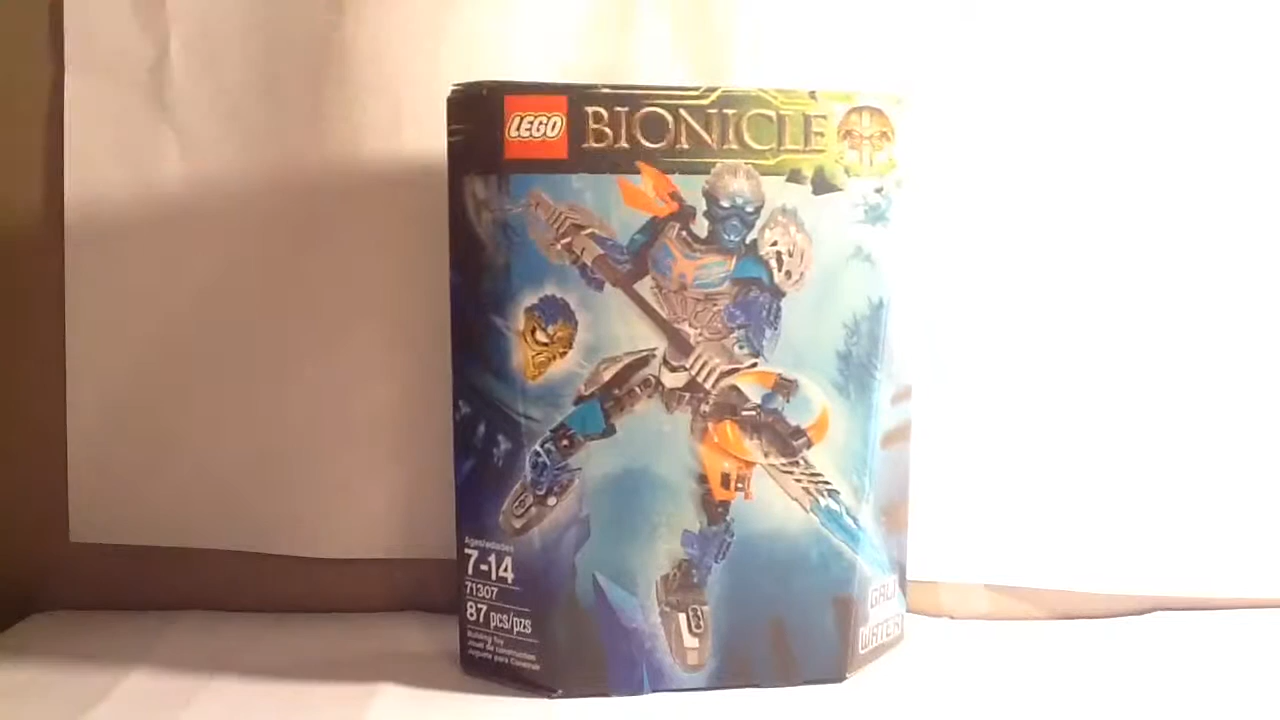 LEGO BIONICLE
Ages/edades
7-14
71307
87 pcs/pzs
Building Toy
Jouet de construction
Juguete para Construir
GALI
WATER